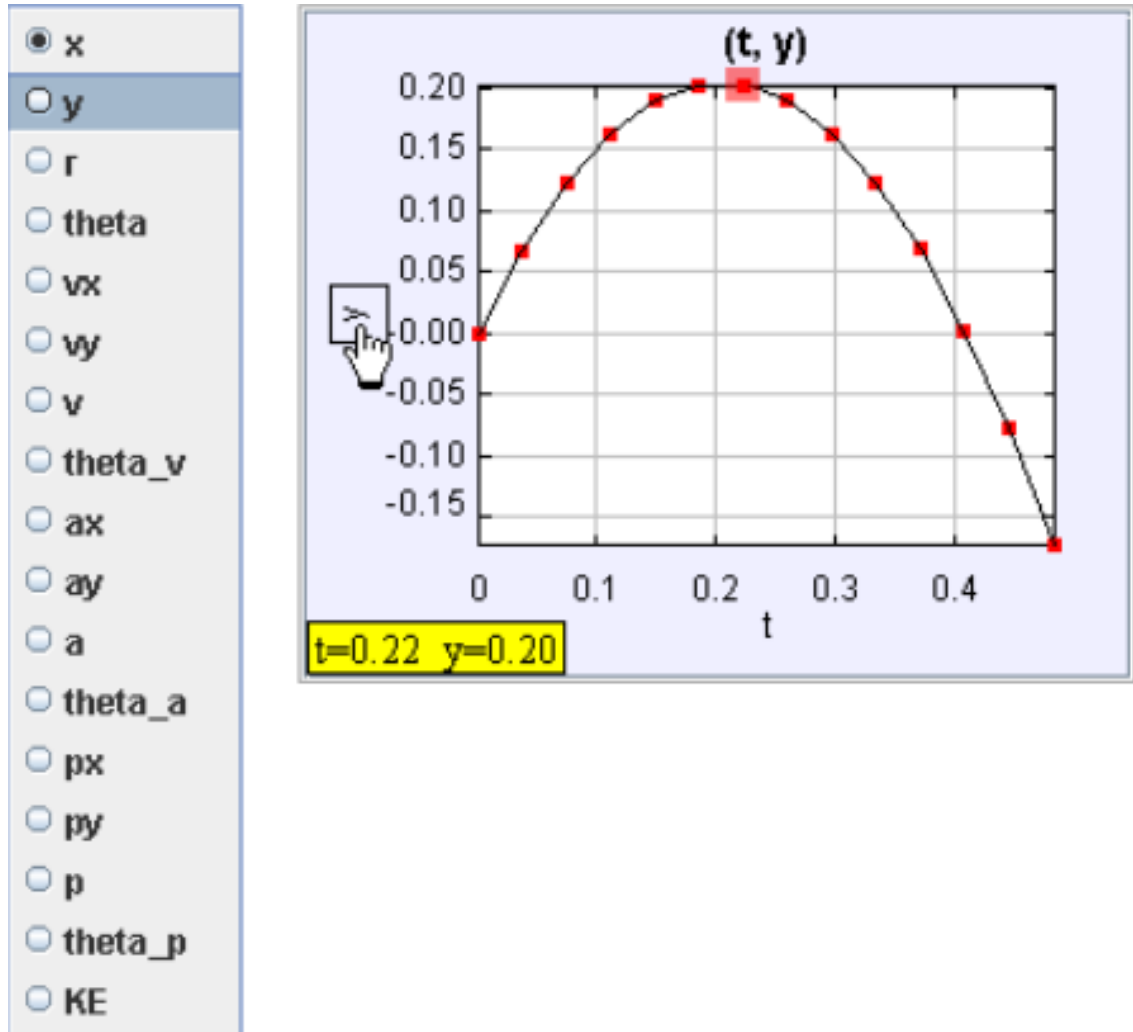 x
y
r
theta
vx
vy
v
theta_v
ax
ay
a
theta_a
px
py
p
theta_p
KE
(t, y)
0.20
0.15
0.10
0.05
-0.00
-0.05
-0.10
-0.15
y
0 0.1 0.2 0.3 0.4
t
t=0.22 y=0.20